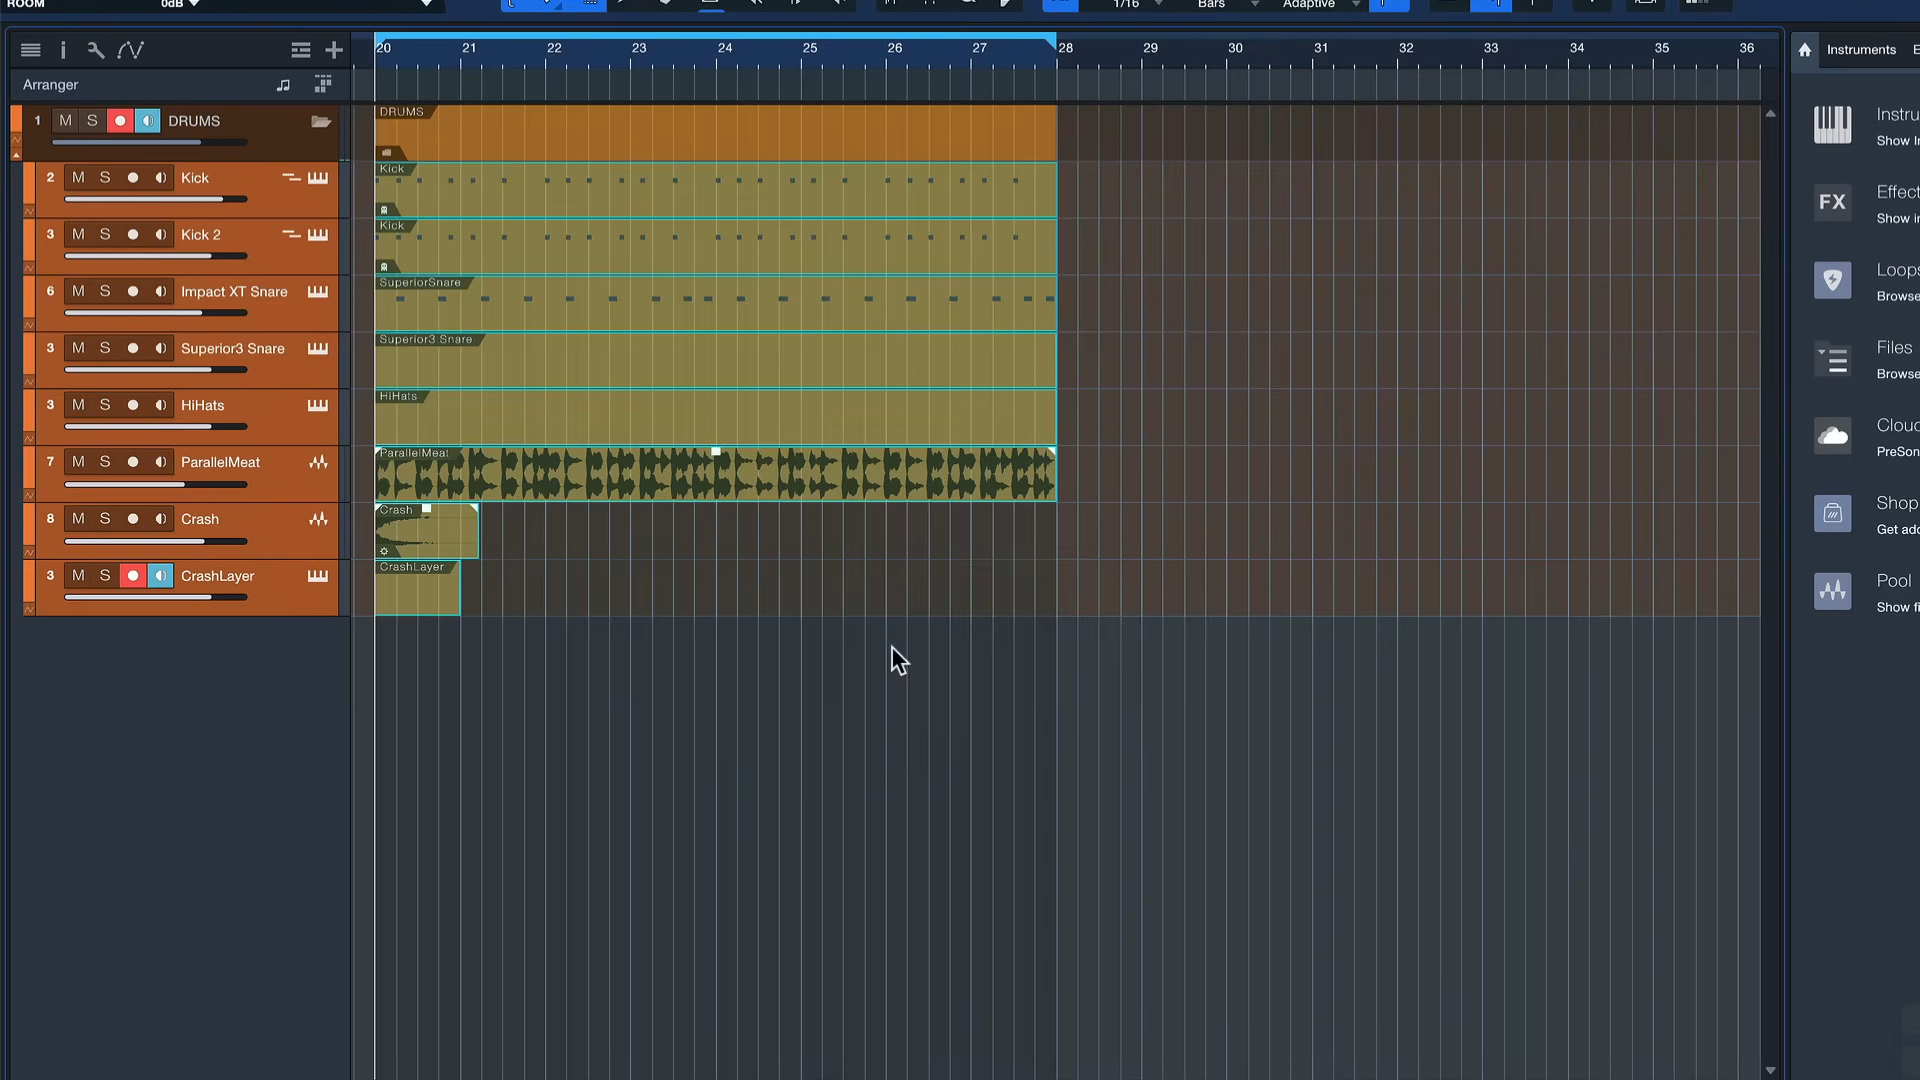 ROOM 0dB 1/16 Bars Adaptive
20 21 22 23 24 25 26 27 28 29 30 31 32 33 34 35 36
Instruments E
Arranger
1 M S DRUMS
DRUMS
2 M S Kick
Kick
3 M S Kick 2
Kick
6 M S Impact XT Snare
SuperiorSnare
3 M S Superior3 Snare
Superior3 Snare
3 M S HiHats
HiHats
7 M S ParallelMeat
ParallelMeat
8 M S Crash
Crash
3 M S CrashLayer
CrashLayer
Instru
Show In
FX
Effect
Show in
Loops
Browse
Files
Browse
Cloud
PreSon
Shop
Get add
Pool
Show fi